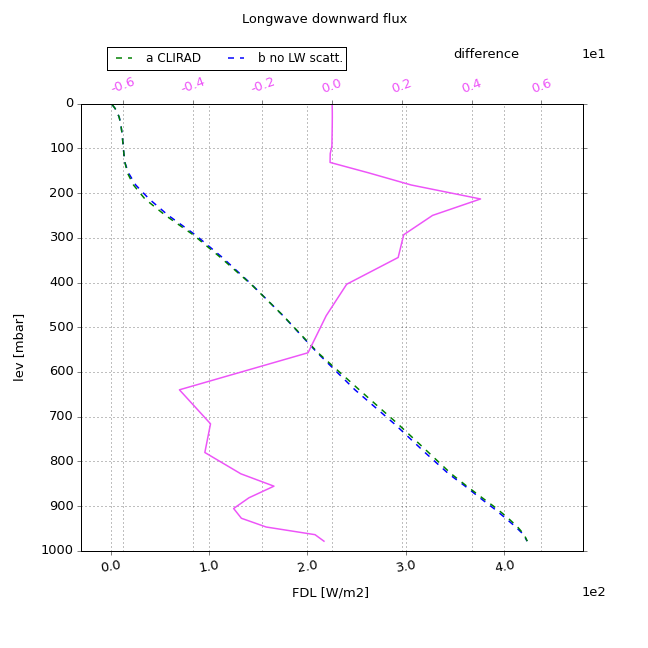 Longwave downward flux
a CLIRAD b no LW scatt.
difference 1e1
-0.6 -0.4 -0.2 0.0 0.2 0.4 0.6
0
100
200
300
400
500
600
700
800
900
1000
lev [mbar]
0.0 1.0 2.0 3.0 4.0
FDL [W/m2] 1e2